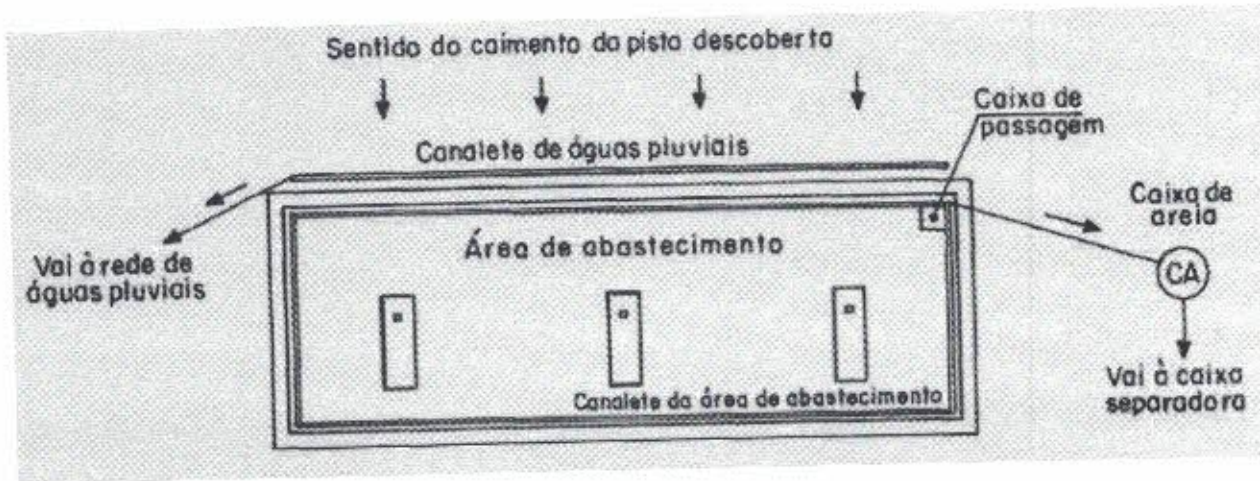 Sentido do caimento da pista descoberta
Caixa de
passagem
Canalete de águas pluviais
Caixa de
areia
Área de abastecimento
Vai à rede de
águas pluviais
CA
Canalete da área de abastecimento
Vai à caixa
separadora